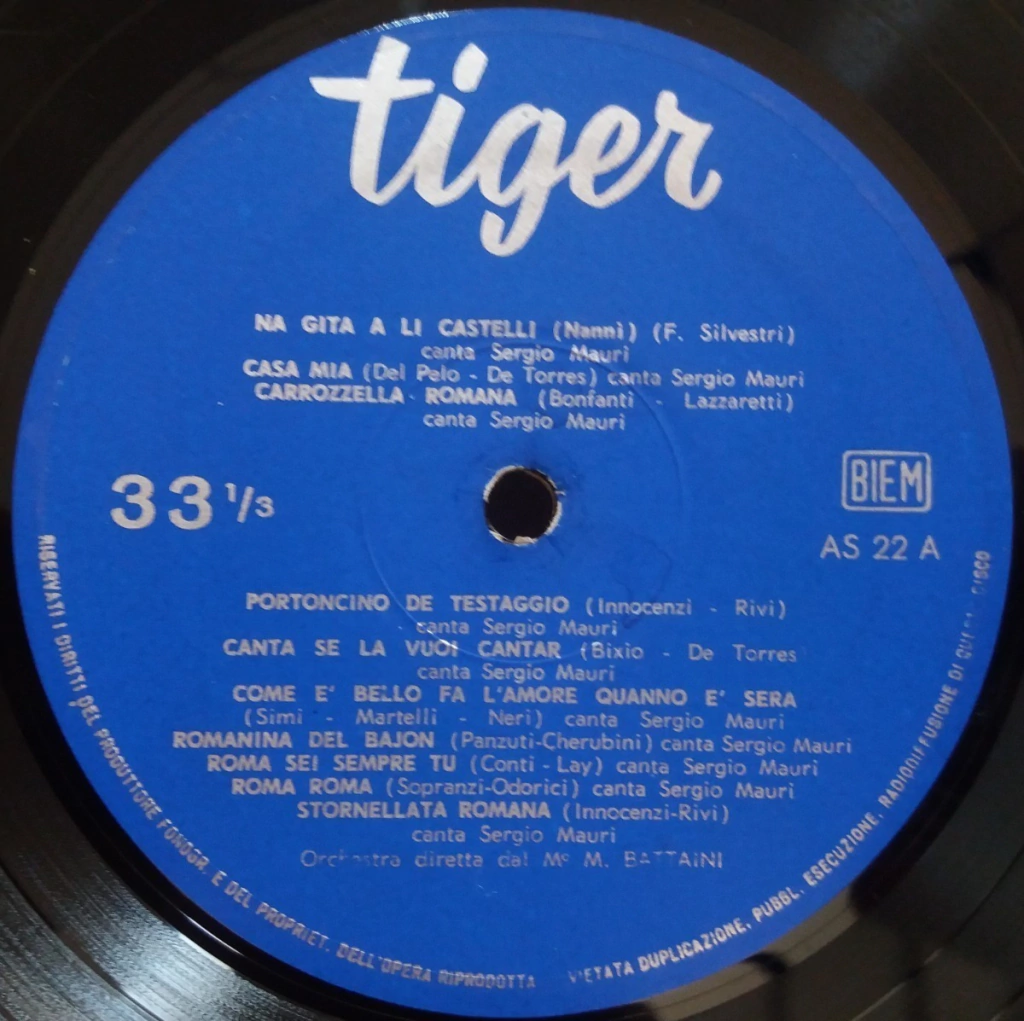 tiger
NA GITA A LI CASTELLI (Nannì) (F. Silvestri)
canta Sergio Mauri
CASA MIA (Del Pelo - De Torres) canta Sergio Mauri
CARROZZELLA ROMANA (Bonfanti - Lazzaretti)
canta Sergio Mauri
33 1/3
BIEM
AS 22 A
PORTONCINO DE TESTAGGIO (Innocenzi - Rivi)
canta Sergio Mauri
CANTA SE LA VUOI CANTAR (Bixio - De Torres
canta Sergio Mauri
COME E' BELLO FA L'AMORE QUANNO E' SERA
(Simi - Martelli - Neri) canta Sergio Mauri
ROMANINA DEL BAJON (Panzuti-Cherubini) canta Sergio Mauri
ROMA SEI SEMPRE TU (Conti - Lay) canta Sergio Mauri
ROMA ROMA (Sopranzi-Odorici) canta Sergio Mauri
STORNELLATA ROMANA (Innocenzi-Rivi)
canta Sergio Mauri
Orchestra diretta dal Mº M. BATTAINI
RISERVATI I DIRITTI DEL PRODUTTORE FONOGR. E DEL PROPRIET. DELL'OPERA RIPRODOTTA
VIETATA DUPLICAZIONE, PUBBL. ESECUZIONE, RADIODIFFUSIONE DI DISCO